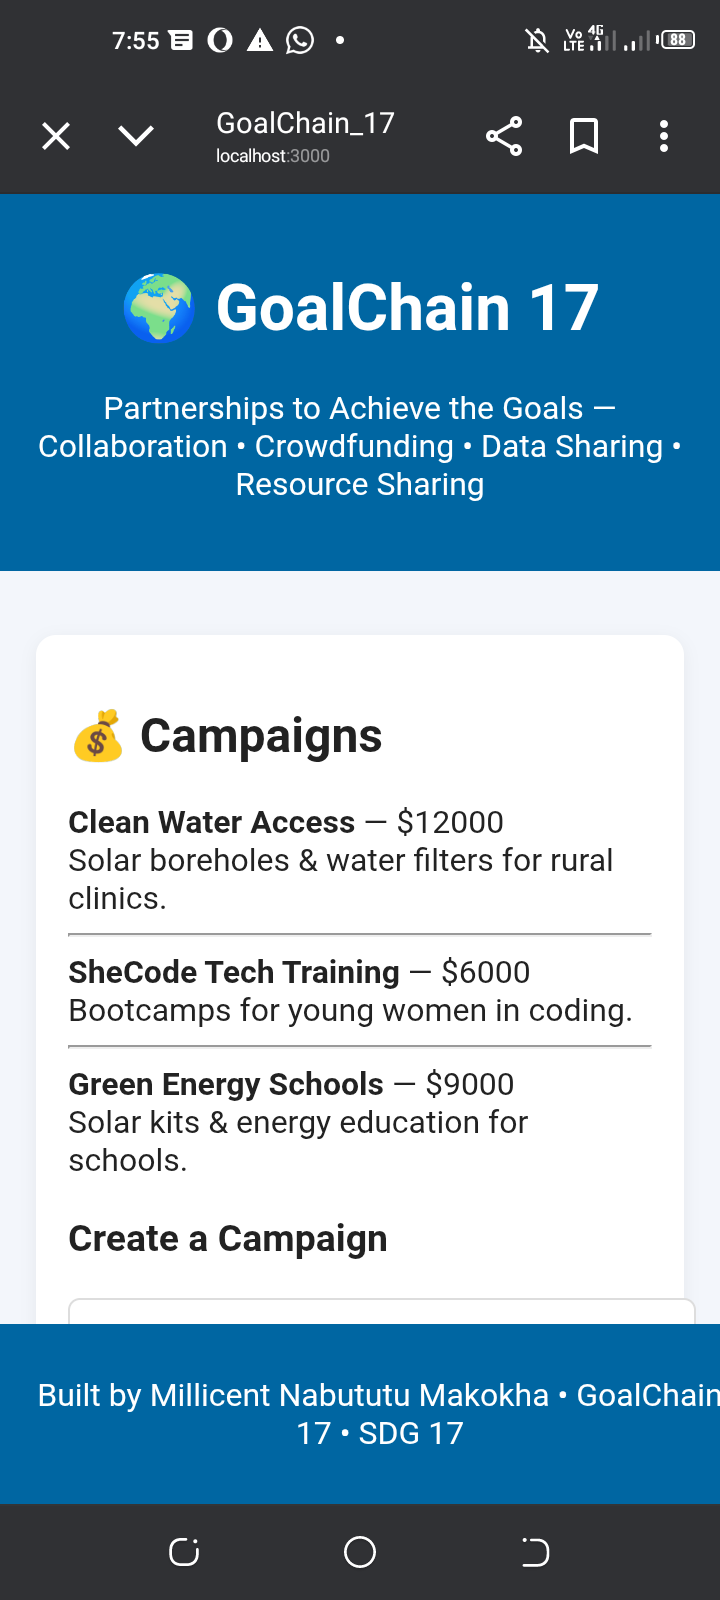 7:55
Vo LTE 4G 88
GoalChain_17
localhost:3000
GoalChain 17
Partnerships to Achieve the Goals —
Collaboration • Crowdfunding • Data Sharing •
Resource Sharing
Campaigns
Clean Water Access — $12000
Solar boreholes & water filters for rural
clinics.
SheCode Tech Training — $6000
Bootcamps for young women in coding.
Green Energy Schools — $9000
Solar kits & energy education for
schools.
Create a Campaign
Built by Millicent Nabututu Makokha • GoalChain
17 • SDG 17